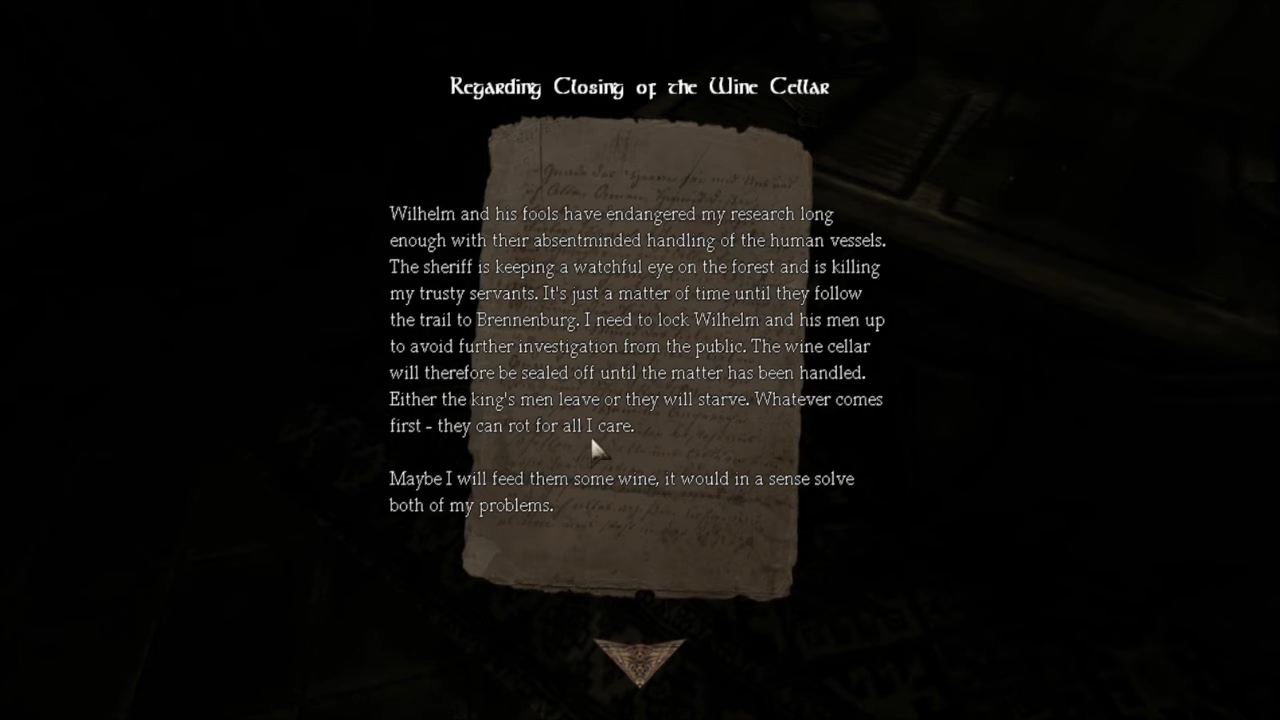 Regarding Closing of the Wine Cellar
Wilhelm and his fools have endangered my research long
enough with their absentminded handling of the human vessels.
The sheriff is keeping a watchful eye on the forest and is killing
my trusty servants. It's just a matter of time until they follow
the trail to Brennenburg. I need to lock Wilhelm and his men up
to avoid further investigation from the public. The wine cellar
will therefore be sealed off until the matter has been handled.
Either the king's men leave or they will starve. Whatever comes
first - they can rot for all I care.
Maybe I will feed them some wine, it would in a sense solve
both of my problems.